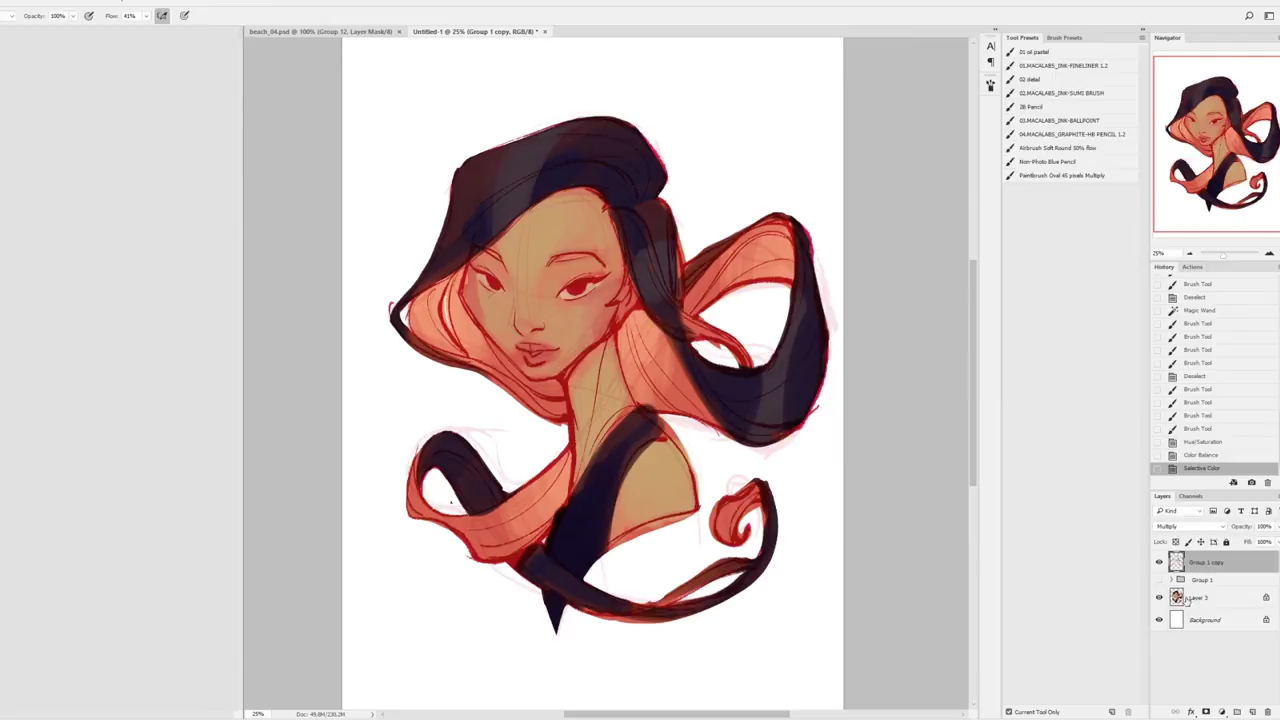 Opacity: 100% Flow: 41%
beach_04.psd @ 100% (Group 12, Layer Mask/8) × Untitled-1 @ 25% (Group 1 copy, RGB/8) * ×
Tool Presets Brush Presets
01 oil pastel
01.MACALABS_INK-FINELINER 1.2
02 detail
02.MACALABS_INK-SUMI BRUSH
2B Pencil
03.MACALABS_INK-BALLPOINT
04.MACALABS_GRAPHITE-HB PENCIL 1.2
Airbrush Soft Round 50% flow
Non-Photo Blue Pencil
Paintbrush Oval 45 pixels Multiply
Current Tool Only
Navigator
25%
History Actions
Brush Tool
Deselect
Magic Wand
Brush Tool
Brush Tool
Brush Tool
Brush Tool
Deselect
Brush Tool
Brush Tool
Brush Tool
Brush Tool
Hue/Saturation
Color Balance
Selective Color
Layers Channels
Kind
Multiply Opacity: 100%
Lock: Fill: 100%
Group 1 copy
Group 1
Layer 3
Background
25% Doc: 49,8M/230,2M